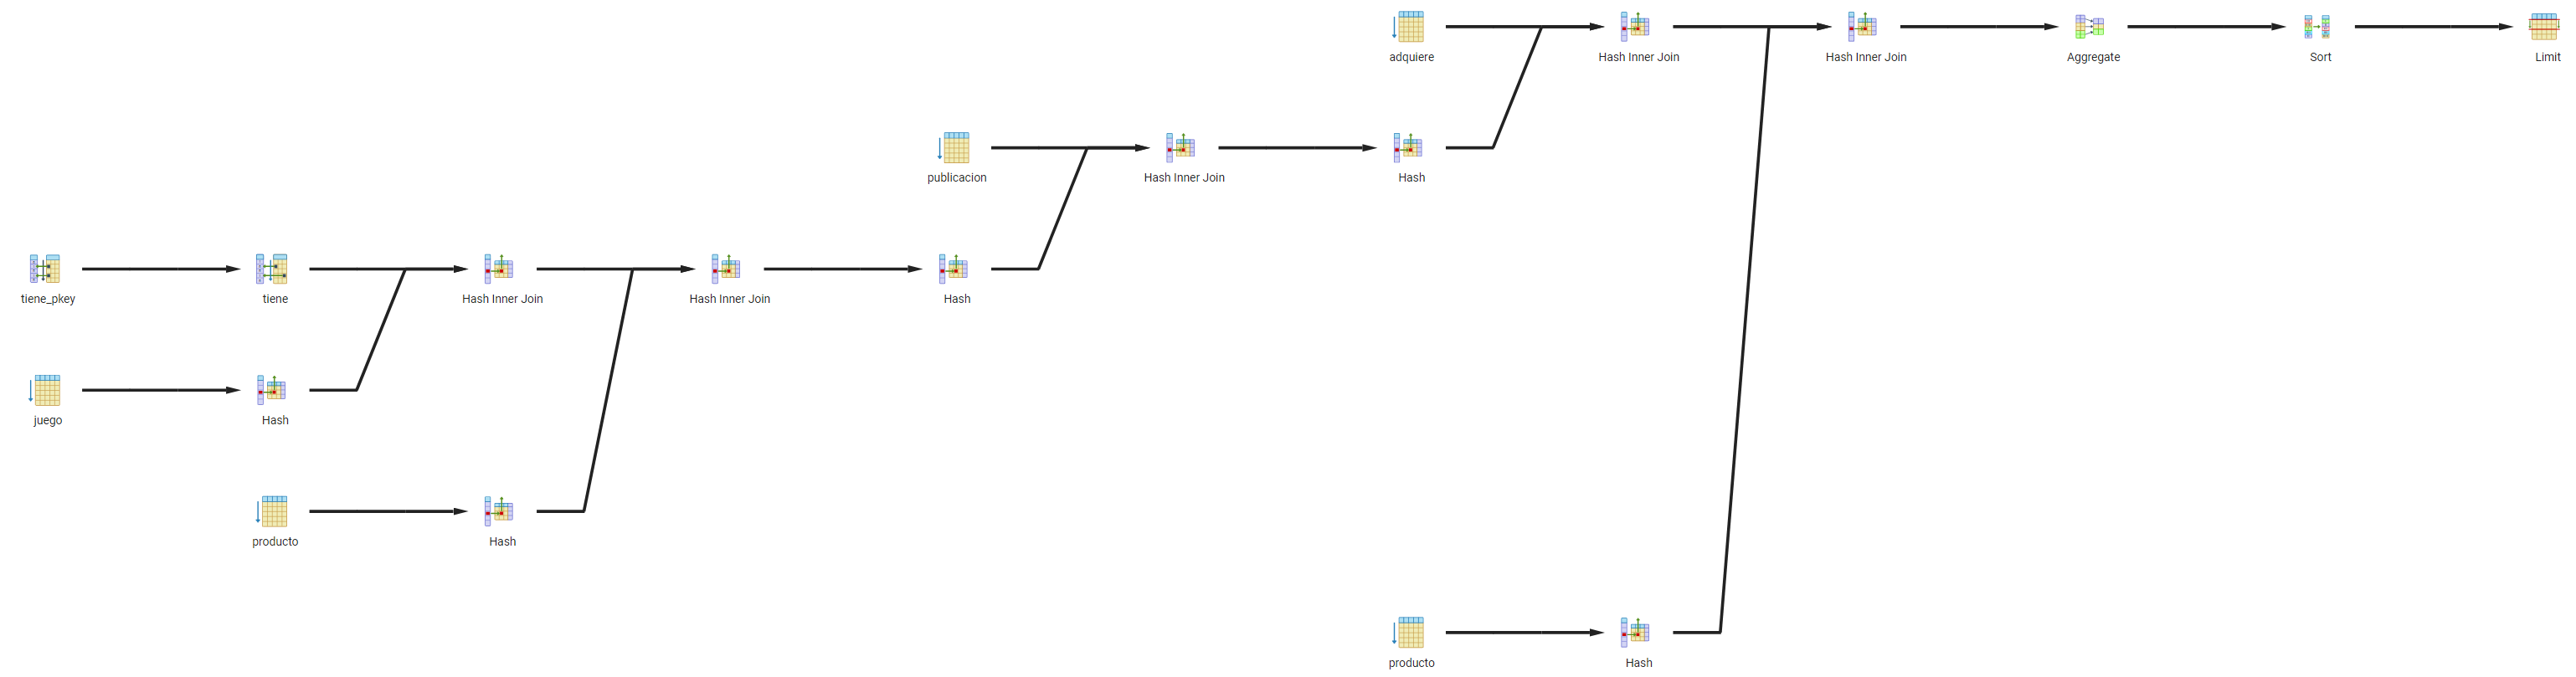 adquiere
Hash Inner Join
Hash Inner Join
Aggregate
Sort
Limit
publicacion
Hash Inner Join
Hash
tiene_pkey
tiene
Hash Inner Join
Hash Inner Join
Hash
juego
Hash
producto
Hash
producto
Hash